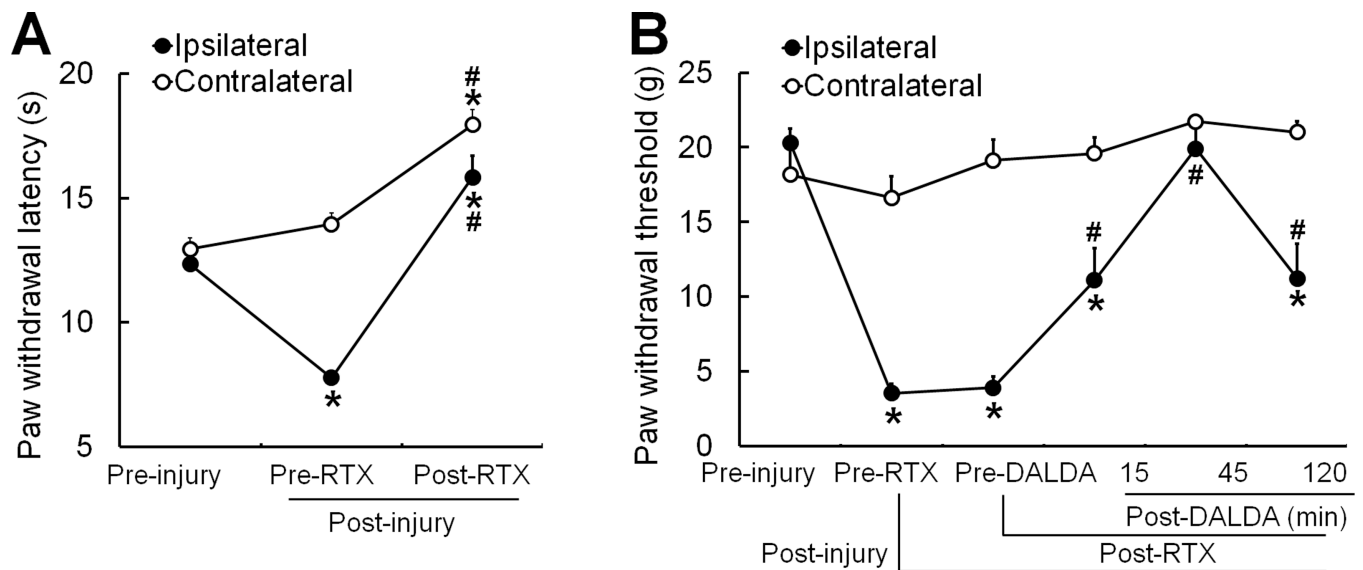 A
Ipsilateral
Contralateral
Paw withdrawal latency (s)
20
15
10
5
#
*
*
#
*
Pre-injury Pre-RTX Post-RTX
Post-injury
B
Ipsilateral
Contralateral
Paw withdrawal threshold (g)
25
20
15
10
5
0
*
*
#
*
#
#
*
Pre-injury Pre-RTX Pre-DALDA 15 45 120
Post-DALDA (min)
Post-injury Post-RTX